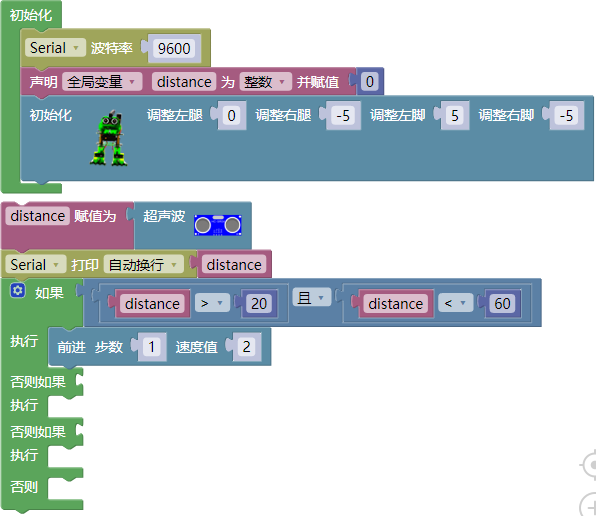 初始化
Serial 波特率 9600
声明 全局变量 distance 为 整数 并赋值 0
初始化 调整左腿 0 调整右腿 -5 调整左脚 5 调整右脚 -5
distance 赋值为 超声波
Serial 打印 自动换行 distance
如果 distance > 20 且 distance < 60
执行 前进 步数 1 速度值 2
否则如果
执行
否则如果
执行
否则